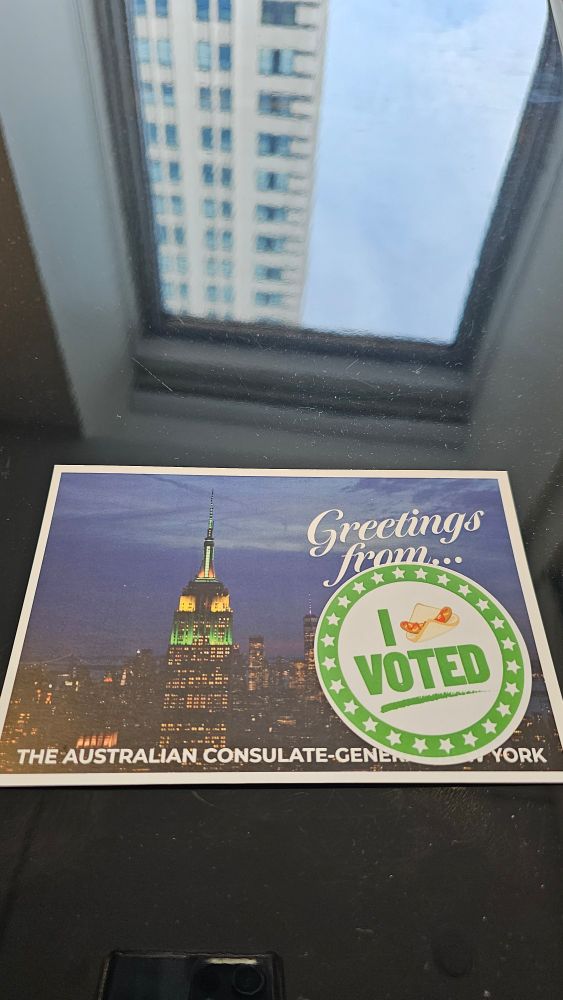 Greetings
from...
I
VOTED
THE AUSTRALIAN CONSULATE-GENER
YORK